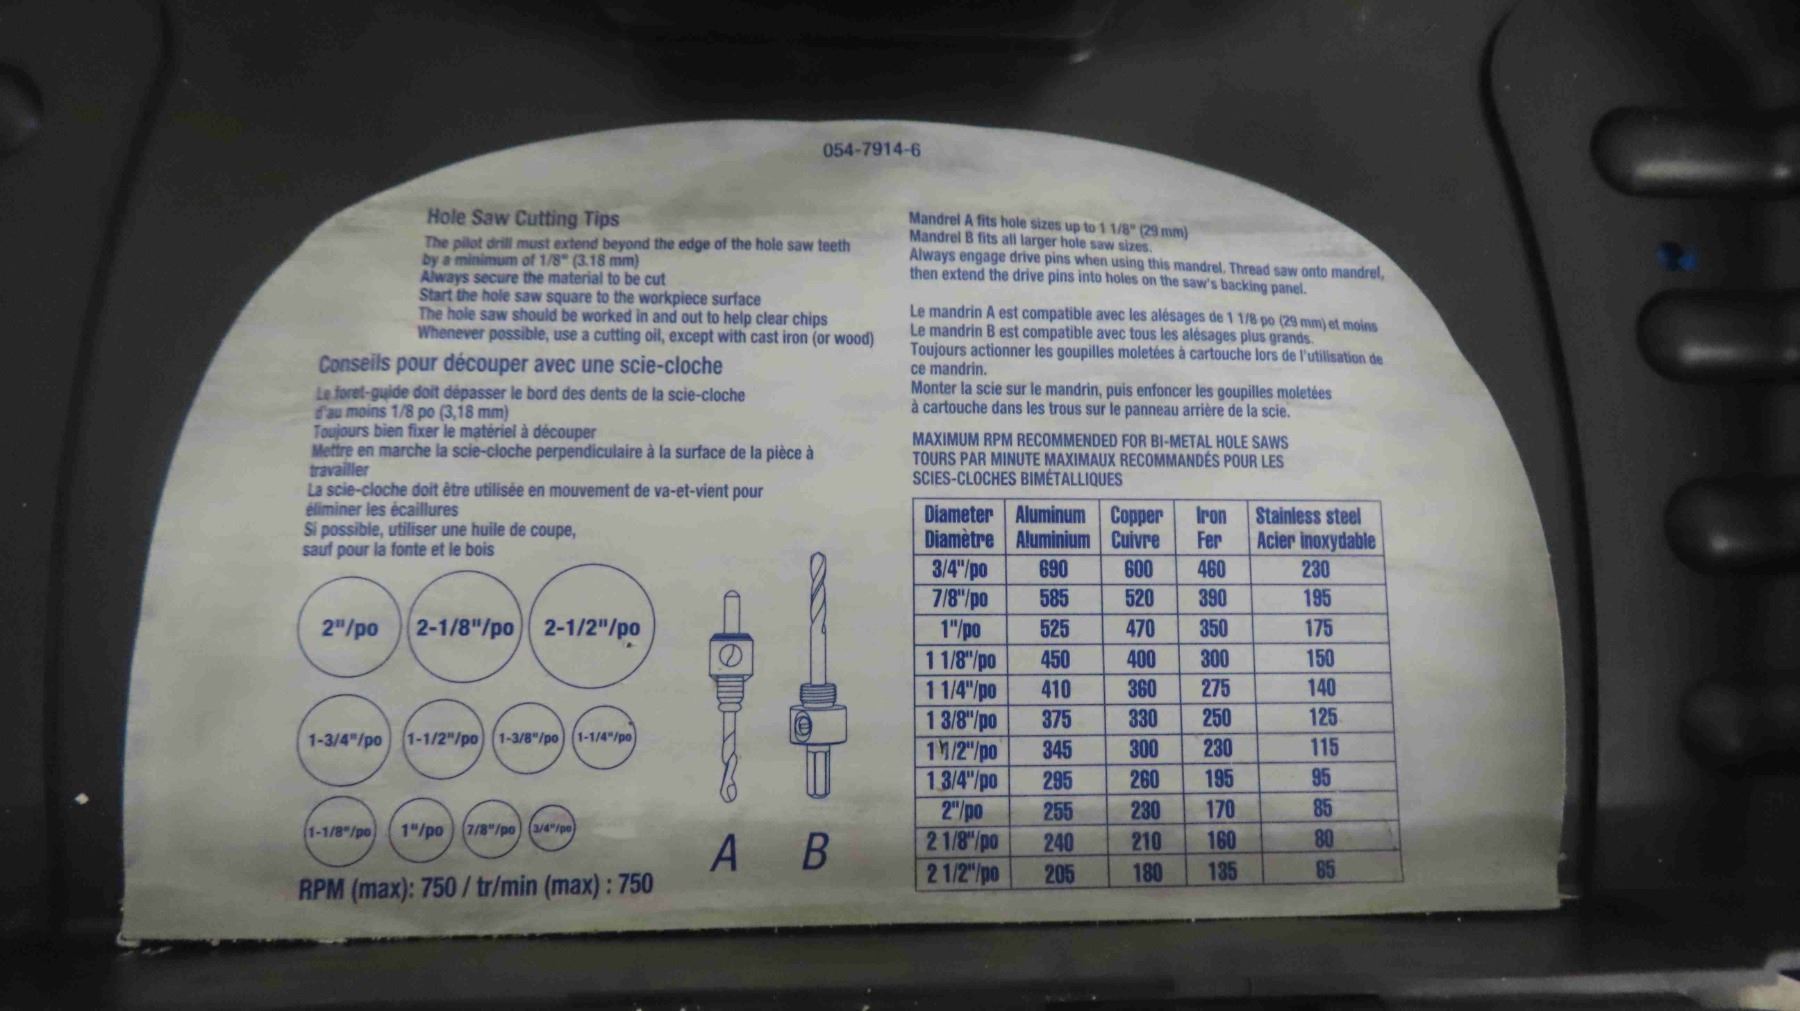 054-7914-6
Hole Saw Cutting Tips
The pilot drill must extend beyond the edge of the hole saw teeth
by a minimum of 1/8" (3.18 mm)
Always secure the material to be cut
Start the hole saw square to the workpiece surface
The hole saw should be worked in and out to help clear chips
Whenever possible, use a cutting oil, except with cast iron (or wood)
Conseils pour découper avec une scie-cloche
Le foret-guide doit dépasser le bord des dents de la scie-cloche
d'au moins 1/8 po (3,18 mm)
Toujours bien fixer le matériel à découper
Mettre en marche la scie-cloche perpendiculaire à la surface de la pièce à
travailler
La scie-cloche doit être utilisée en mouvement de va-et-vient pour
éliminer les écaillures
Si possible, utiliser une huile de coupe,
sauf pour la fonte et le bois
2"/po 2-1/8"/po 2-1/2"/po
1-3/4"/po 1-1/2"/po 1-3/8"/po 1-1/4"/po
1-1/8"/po 1"/po 7/8"/po 3/4"/po
RPM (max): 750 / tr/min (max) : 750
A B
Mandrel A fits hole sizes up to 1 1/8" (29 mm)
Mandrel B fits all larger hole saw sizes.
Always engage drive pins when using this mandrel. Thread saw onto mandrel,
then extend the drive pins into holes on the saw's backing panel.
Le mandrin A est compatible avec les alésages de 1 1/8 po (29 mm) et moins
Le mandrin B est compatible avec tous les alésages plus grands.
Toujours actionner les goupilles moletées à cartouche lors de l'utilisation de
ce mandrin.
Monter la scie sur le mandrin, puis enfoncer les goupilles moletées
à cartouche dans les trous sur le panneau arrière de la scie.
MAXIMUM RPM RECOMMENDED FOR BI-METAL HOLE SAWS
TOURS PAR MINUTE MAXIMAUX RECOMMANDÉS POUR LES
SCIES-CLOCHES BIMÉTALLIQUES
Diameter Aluminum Copper Iron Stainless steel
Diamètre Aluminium Cuivre Fer Acier inoxydable
3/4"/po 690 600 460 230
7/8"/po 585 520 390 195
1"/po 525 470 350 175
1 1/8"/po 450 400 300 150
1 1/4"/po 410 360 275 140
1 3/8"/po 375 330 250 125
1 1/2"/po 345 300 230 115
1 3/4"/po 295 260 195 95
2"/po 255 230 170 85
2 1/8"/po 240 210 160 80
2 1/2"/po 205 180 135 65